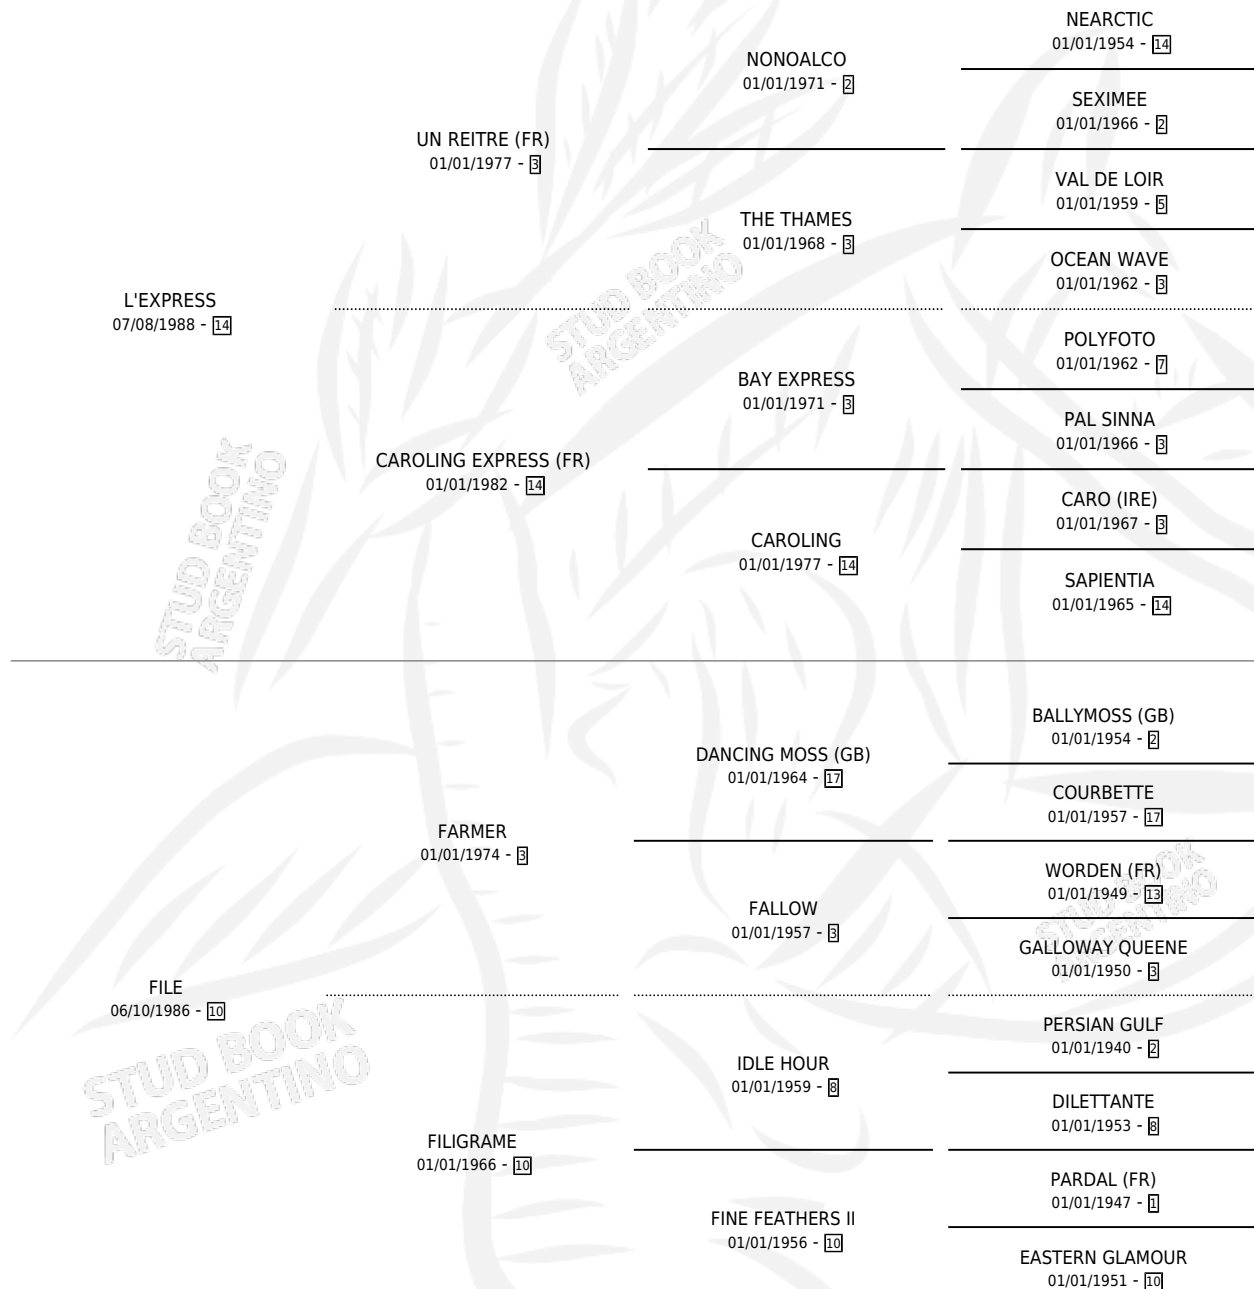 NEARCTIC
01/01/1954 - 14
NONOALCO
01/01/1971 - 2
SEXIMEE
01/01/1966 - 2
UN REITRE (FR)
01/01/1977 - 3
VAL DE LOIR
01/01/1959 - 5
THE THAMES
01/01/1968 - 3
OCEAN WAVE
01/01/1962 - 3
L'EXPRESS
07/08/1988 - 14
STUD BOOK
ARGENTINO
POLYFOTO
01/01/1962 - 7
BAY EXPRESS
01/01/1971 - 3
PAL SINNA
01/01/1966 - 3
CAROLING EXPRESS (FR)
01/01/1982 - 14
CARO (IRE)
01/01/1967 - 3
CAROLING
01/01/1977 - 14
SAPIENTIA
01/01/1965 - 14
STUD BOOK
ARGENTINO
BALLYMOSS (GB)
01/01/1954 - 2
DANCING MOSS (GB)
01/01/1964 - 17
COURBETTE
01/01/1957 - 17
FARMER
01/01/1974 - 3
WORDEN (FR)
01/01/1949 - 13
FALLOW
01/01/1957 - 3
GALLOWAY QUEENE
01/01/1950 - 3
STUD BOOK
ARGENTINO
FILE
06/10/1986 - 10
PERSIAN GULF
01/01/1940 - 2
IDLE HOUR
01/01/1959 - 8
DILETTANTE
01/01/1953 - 8
STUD BOOK
ARGENTINO
FILIGRAME
01/01/1966 - 10
PARDAL (FR)
01/01/1947 - 1
FINE FEATHERS II
01/01/1956 - 10
EASTERN GLAMOUR
01/01/1951 - 10